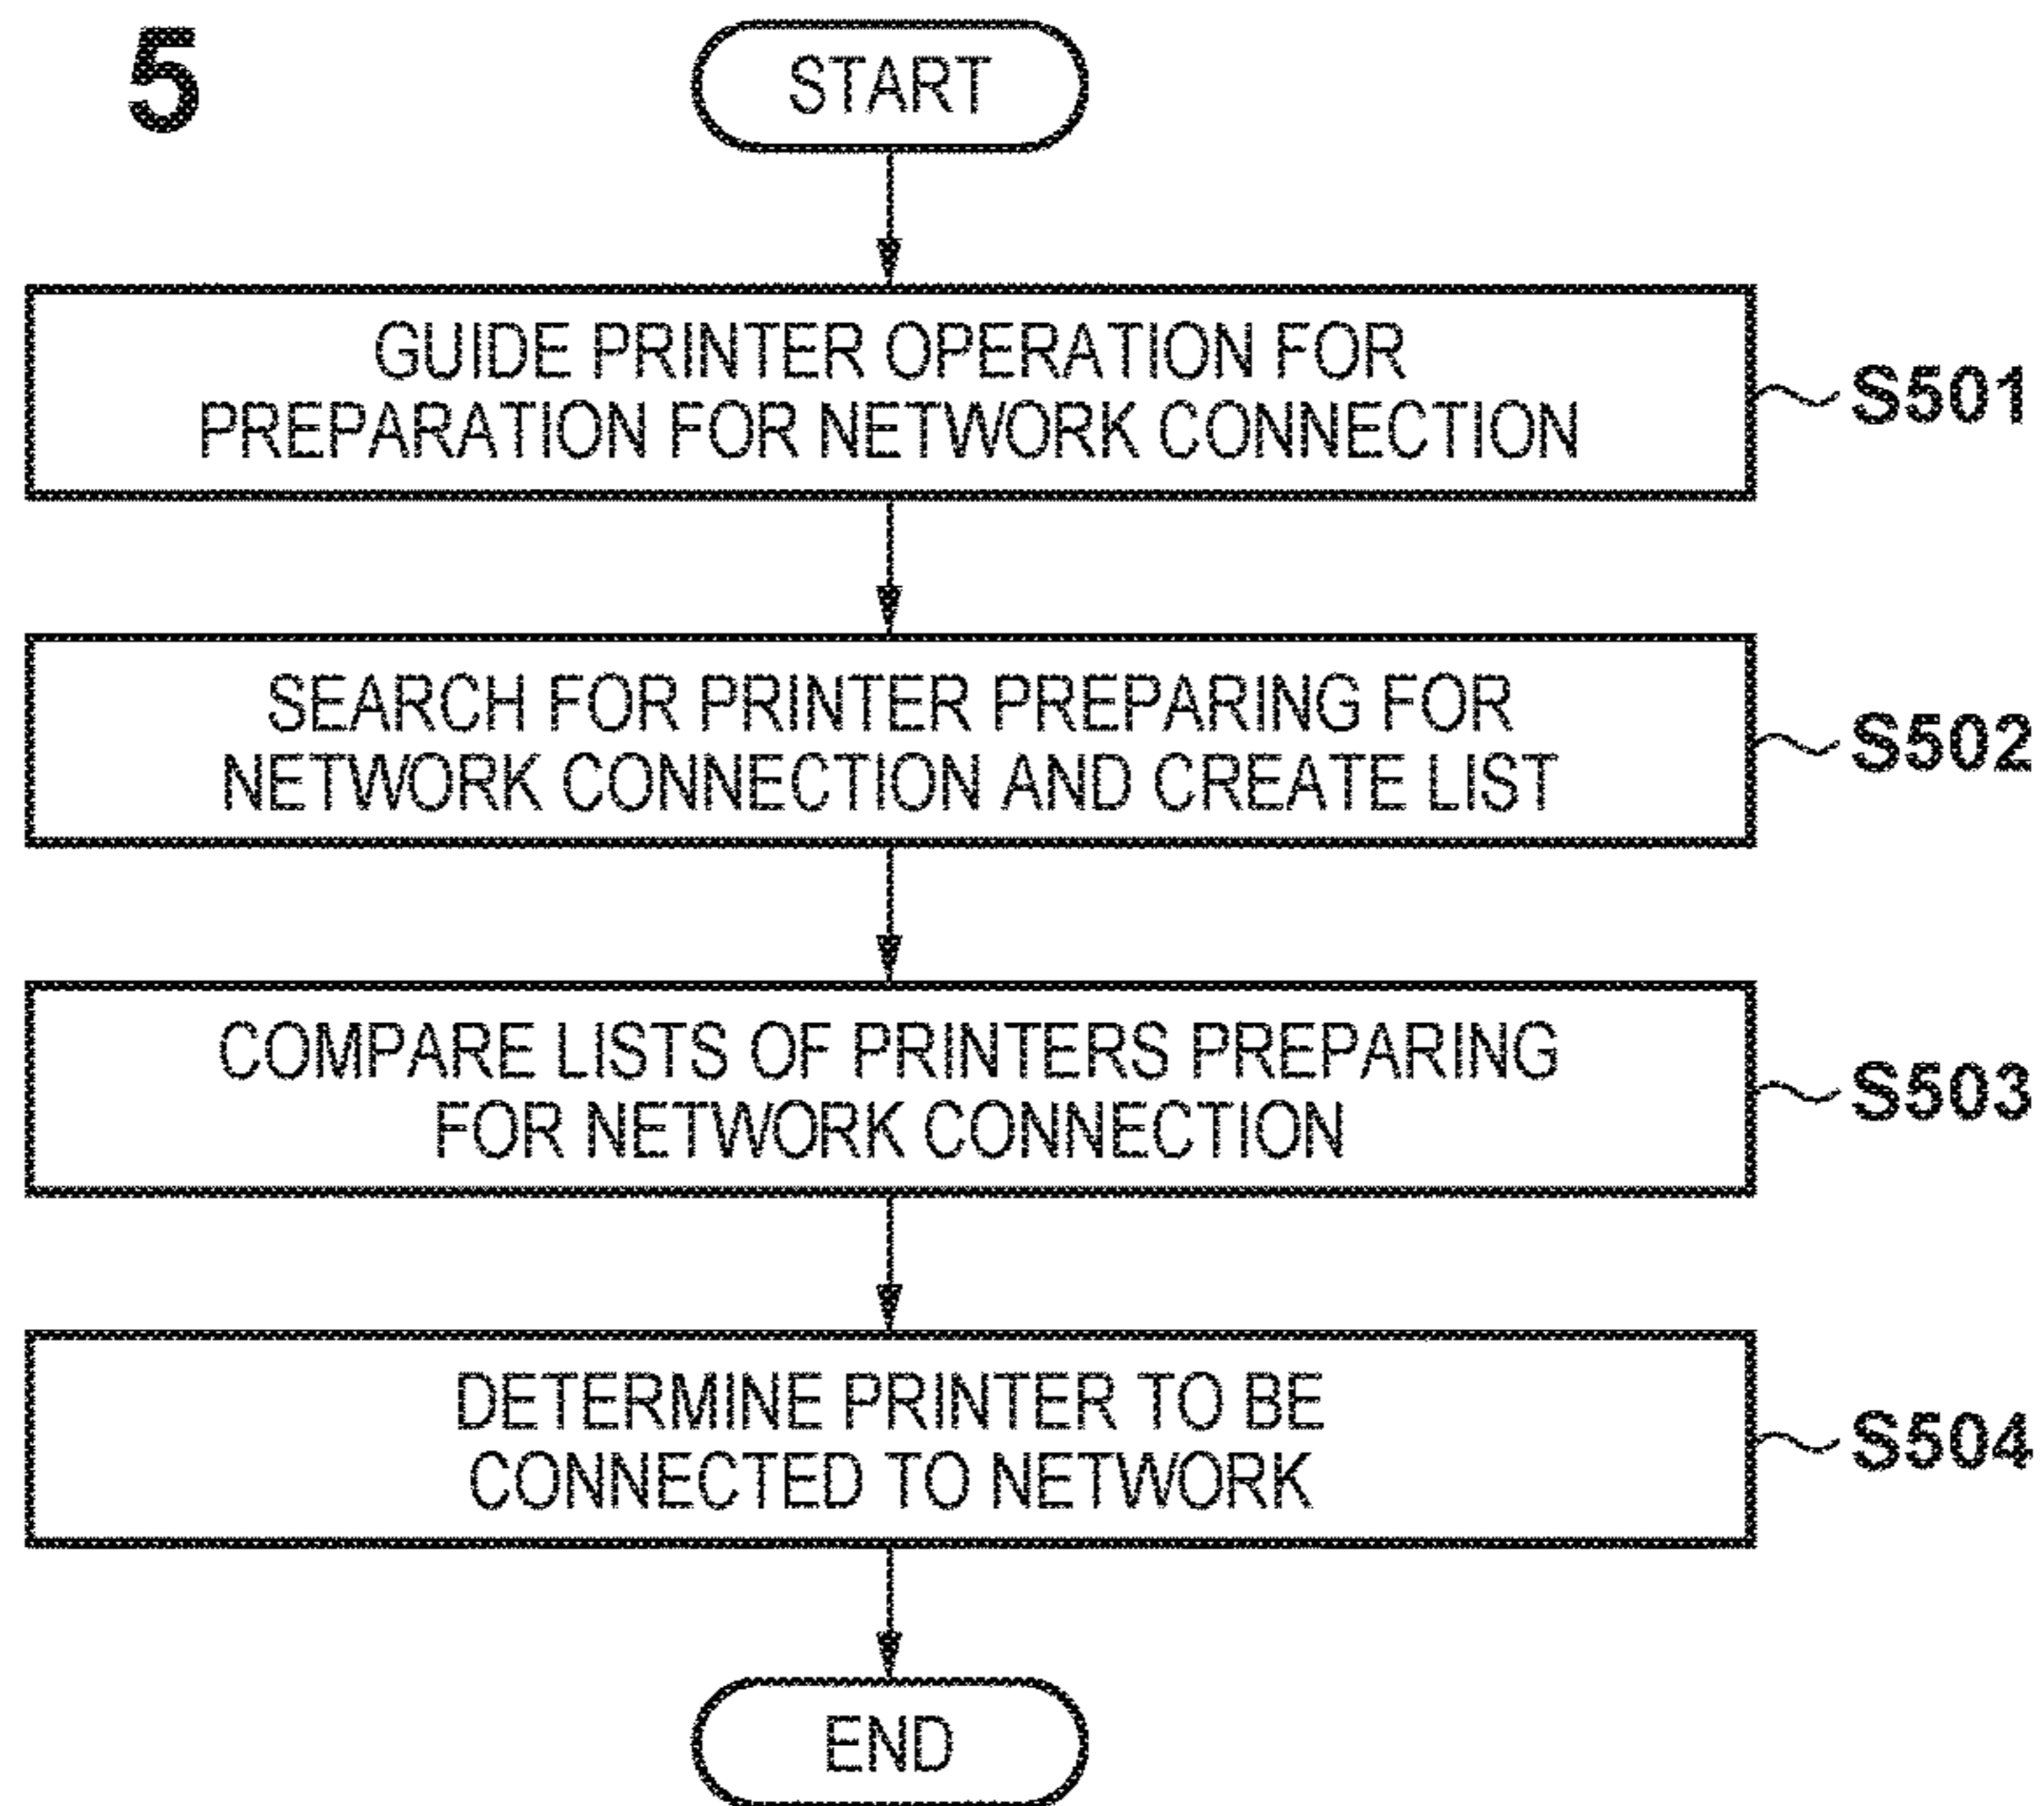 5
START
GUIDE PRINTER OPERATION FOR
PREPARATION FOR NETWORK CONNECTION
S501
SEARCH FOR PRINTER PREPARING FOR
NETWORK CONNECTION AND CREATE LIST
S502
COMPARE LISTS OF PRINTERS PREPARING
FOR NETWORK CONNECTION
S503
DETERMINE PRINTER TO BE
CONNECTED TO NETWORK
S504
END